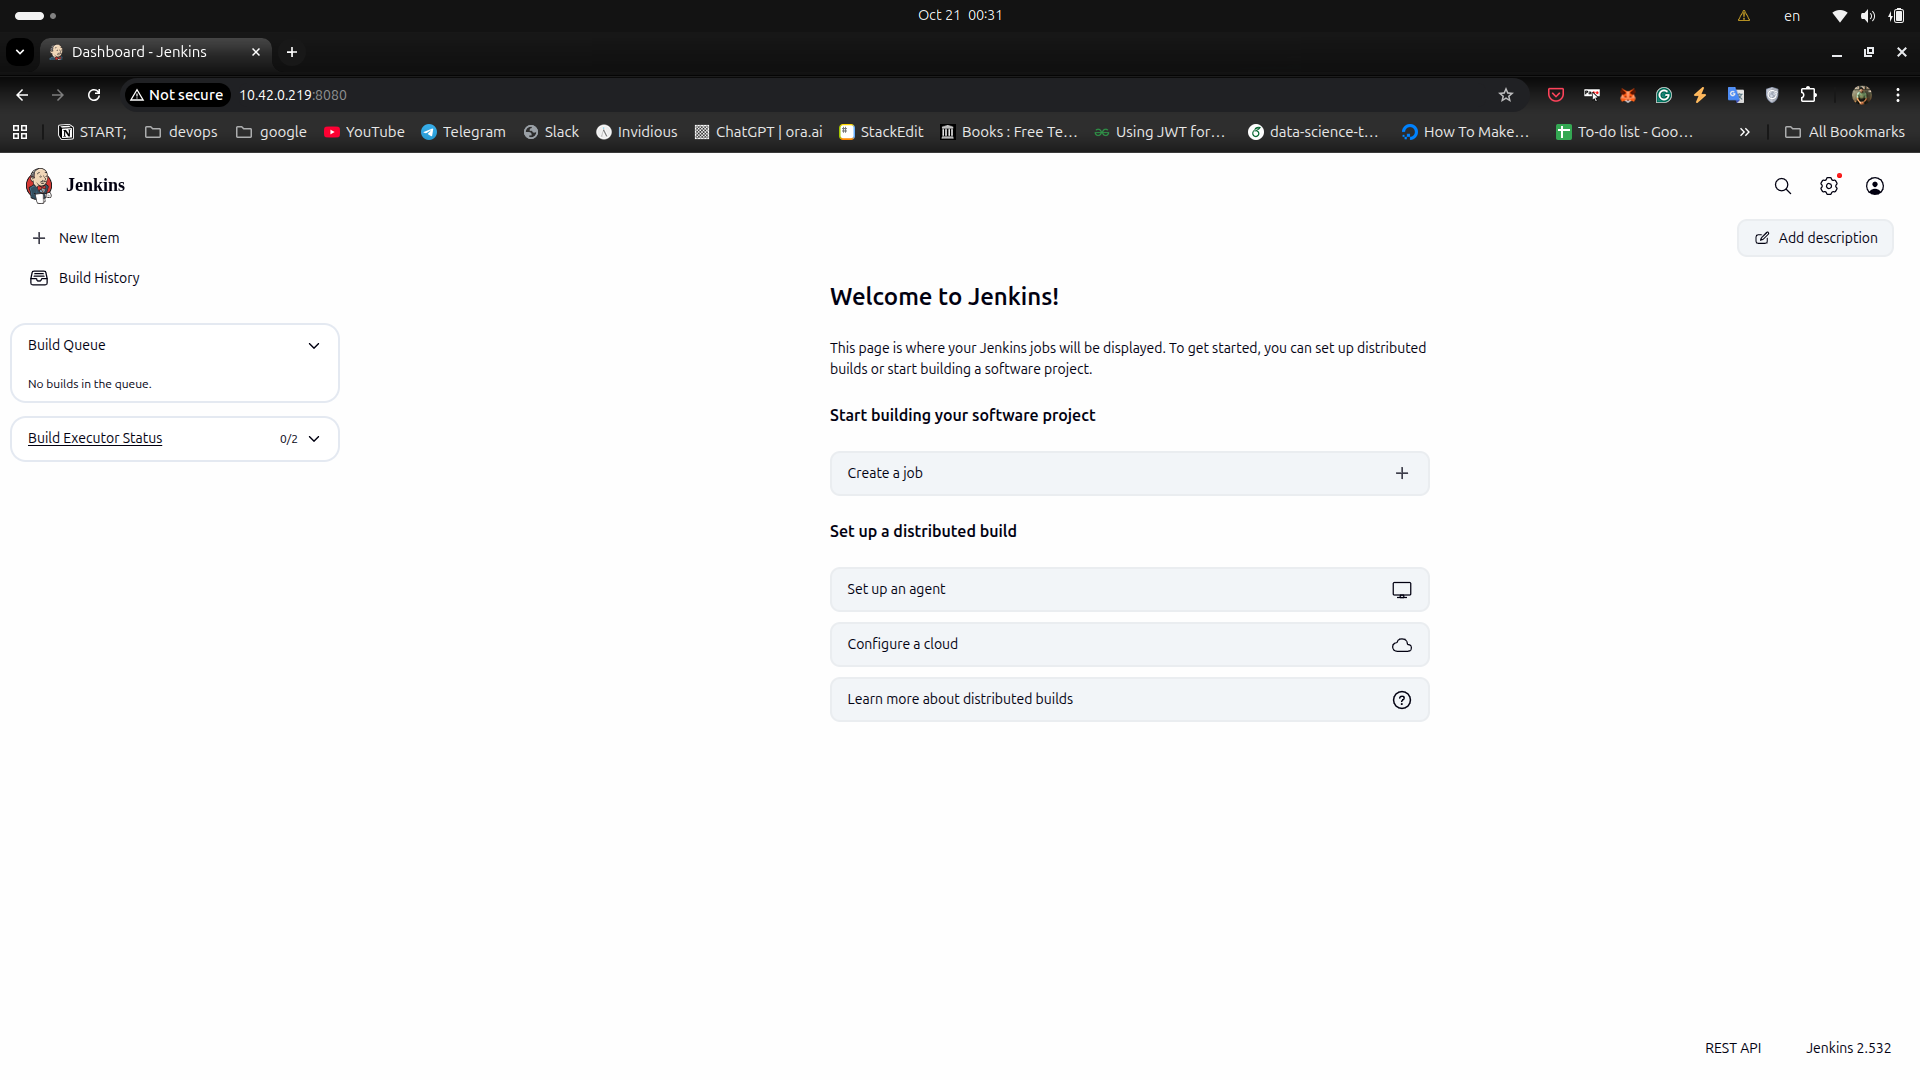 Oct 21 00:31
en
Dashboard - Jenkins
Not secure 10.42.0.219:8080
START; devops google YouTube Telegram Slack Invidious ChatGPT | ora.ai StackEdit Books : Free Te... Using JWT for... data-science-t... How To Make... To-do list - Goo... All Bookmarks
Jenkins
New Item
Add description
Build History
Build Queue
No builds in the queue.
Build Executor Status 0/2
Welcome to Jenkins!
This page is where your Jenkins jobs will be displayed. To get started, you can set up distributed
builds or start building a software project.
Start building your software project
Create a job
Set up a distributed build
Set up an agent
Configure a cloud
Learn more about distributed builds
REST API Jenkins 2.532